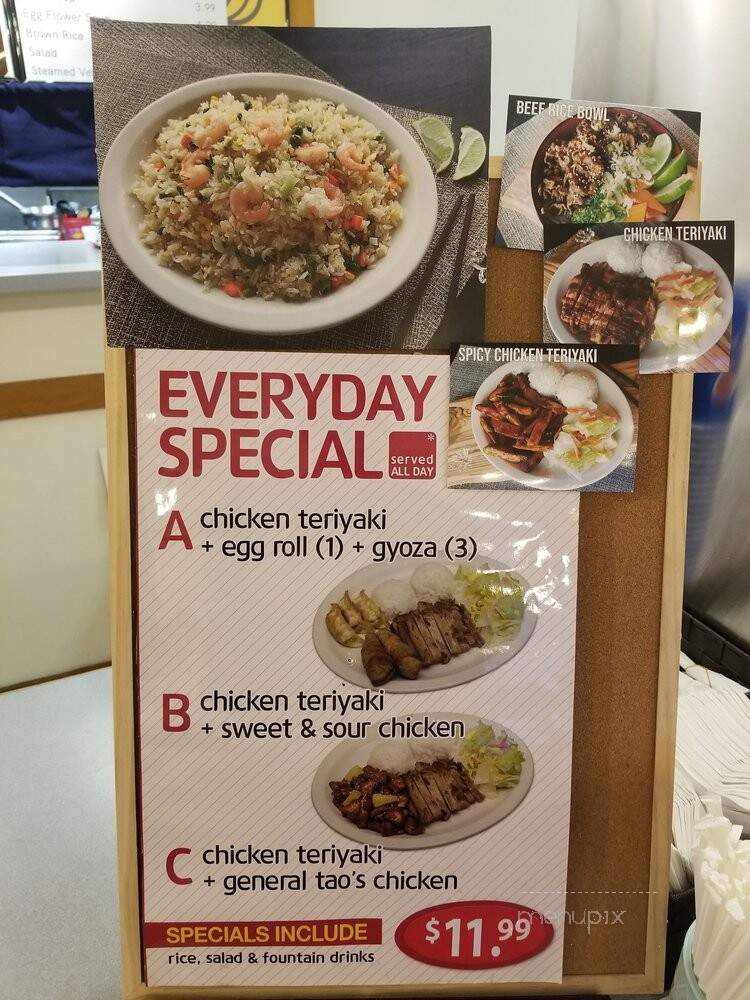 3.99
Egg Flower
Brown Rice
Salad
Steamed
BEEF RICE BOWL
CHICKEN TERIYAKI
SPICY CHICKEN TERIYAKI
EVERYDAY
SPECIAL
*
served
ALL DAY
A chicken teriyaki
+ egg roll (1) + gyoza (3)
B chicken teriyaki
+ sweet & sour chicken
C chicken teriyaki
+ general tao's chicken
SPECIALS INCLUDE
rice, salad & fountain drinks
$11.99
menupix